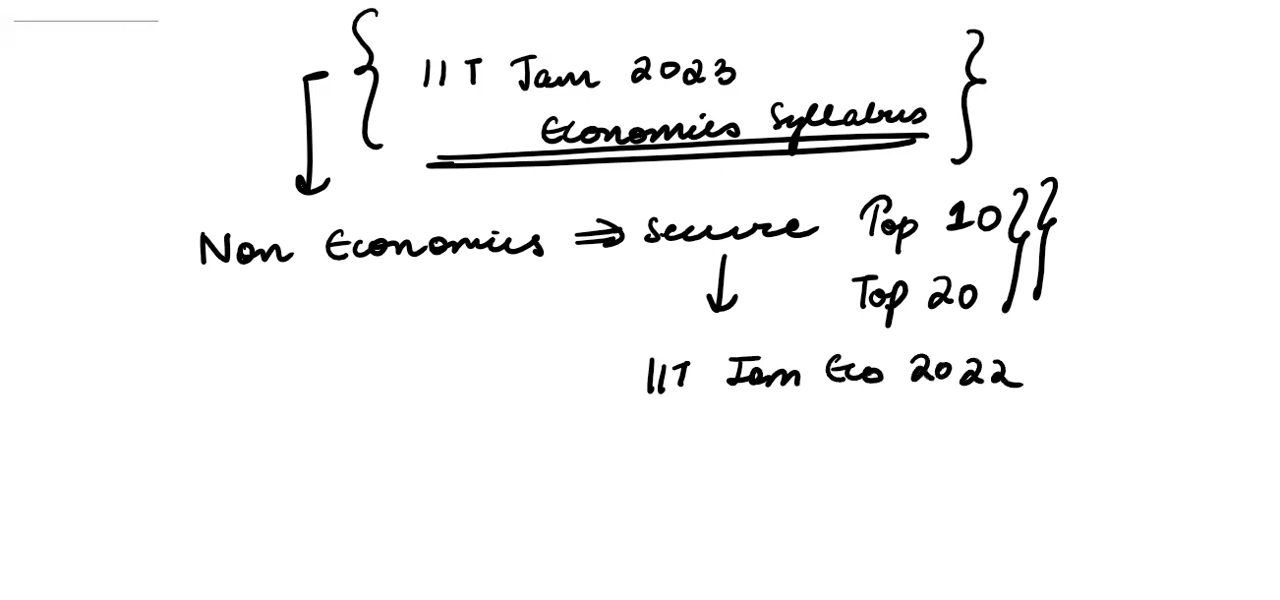 IIT Jam 2023
Economics Syllabus
Non Economics ⇒ Secure Top 10
Top 20
IIT Jam Eco 2022